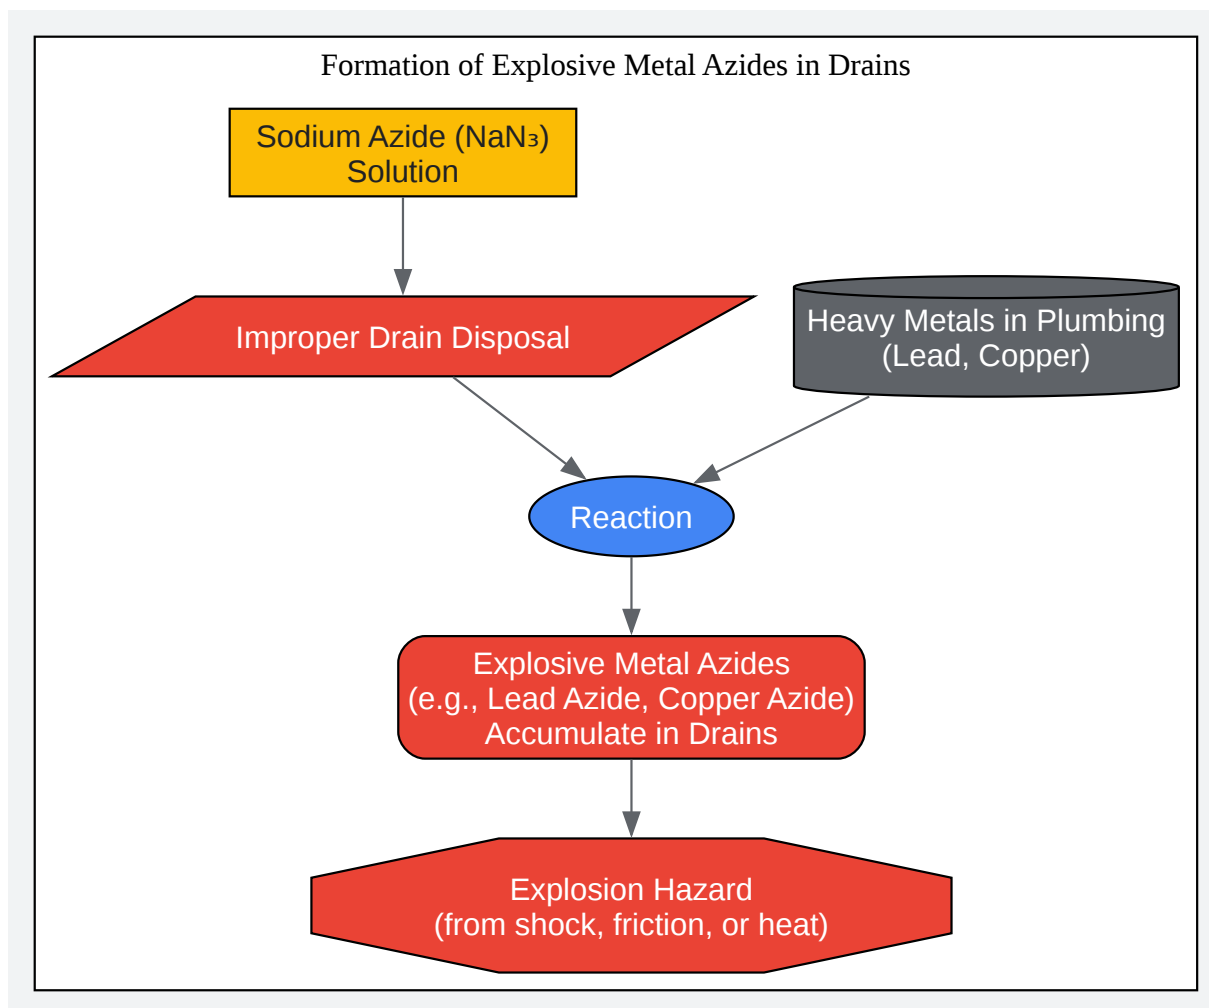 Formation of Explosive Metal Azides in Drains
Sodium Azide (NaN₃)
Solution
Improper Drain Disposal
Heavy Metals in Plumbing
(Lead, Copper)
Reaction
Explosive Metal Azides
(e.g., Lead Azide, Copper Azide)
Accumulate in Drains
Explosion Hazard
(from shock, friction, or heat)